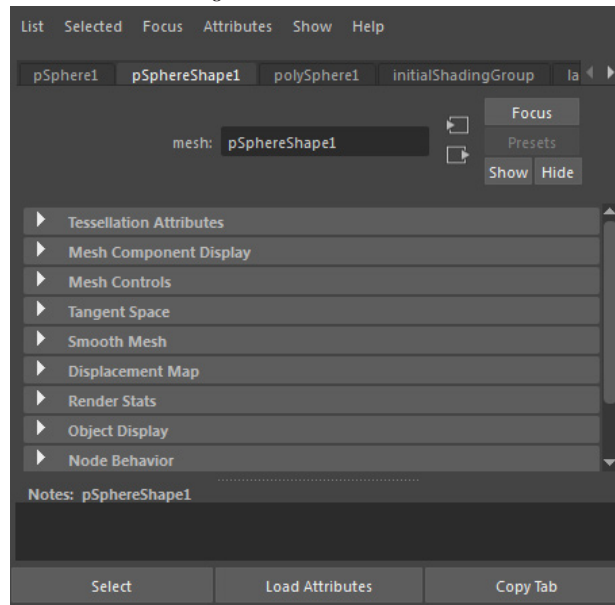 List Selected Focus Attributes Show Help
pSphere1 pSphereShape1 polySphere1 initialShadingGroup la
Focus
mesh: pSphereShape1
Presets
Show Hide
Tessellation Attributes
Mesh Component Display
Mesh Controls
Tangent Space
Smooth Mesh
Displacement Map
Render Stats
Object Display
Node Behavior
Notes: pSphereShape1
Select Load Attributes Copy Tab